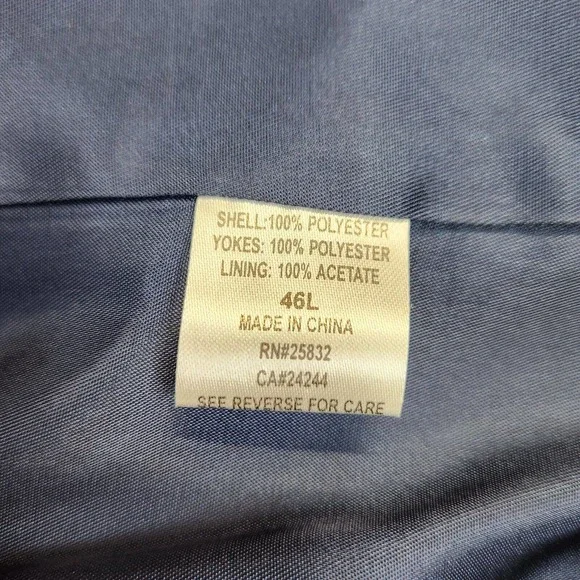 SHELL:100% POLYESTER
YOKES: 100% POLYESTER
LINING: 100% ACETATE
46L
MADE IN CHINA
RN#25832
CA#24244
SEE REVERSE FOR CARE